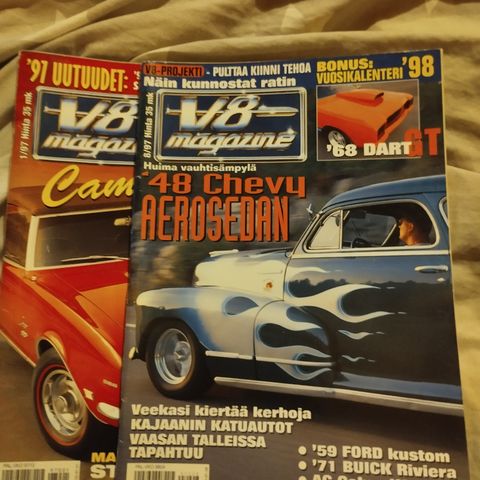 '97 UUTUUDET:
1/97 Hinta 35 mk
V8
magazine
Cam
MA
ST
V8-PROJEKTI - PULTTAA KIINNI TEHOA
Näin kunnostat ratin
8/97 Hinta 35 mk
V8
magazine
BONUS:
VUOSIKALENTERI '98
'68 DART GT
Huima vauhtisämpylä
'48 Chevy
AEROSEDAN
Veekasi kiertää kerhoja
KAJAANIN KATUAUTOT
VAASAN TALLEISSA
TAPAHTUU
• '59 FORD kustom
• '71 BUICK Riviera